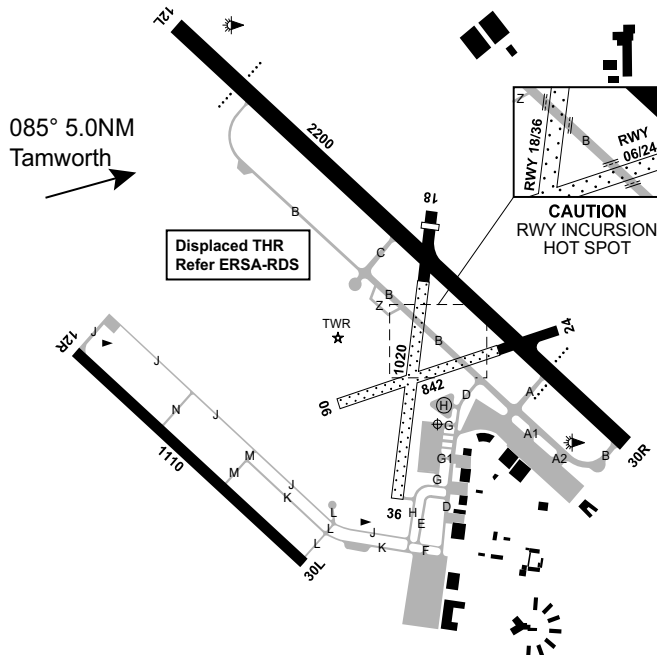 12L
085° 5.0NM
Tamworth
2200
Z
B
RWY 18/36
RWY
06/24
CAUTION
RWY INCURSION
HOT SPOT
18
B
C
Displaced THR
Refer ERSA-RDS
B
Z
TWR
B
24
1020
842
06
D
A
12R
J
J
H
G
A1
A2
B
30R
N
J
G1
1110
M
M
J
K
G
36
H
D
E
L
L
L
J
K
F
30L